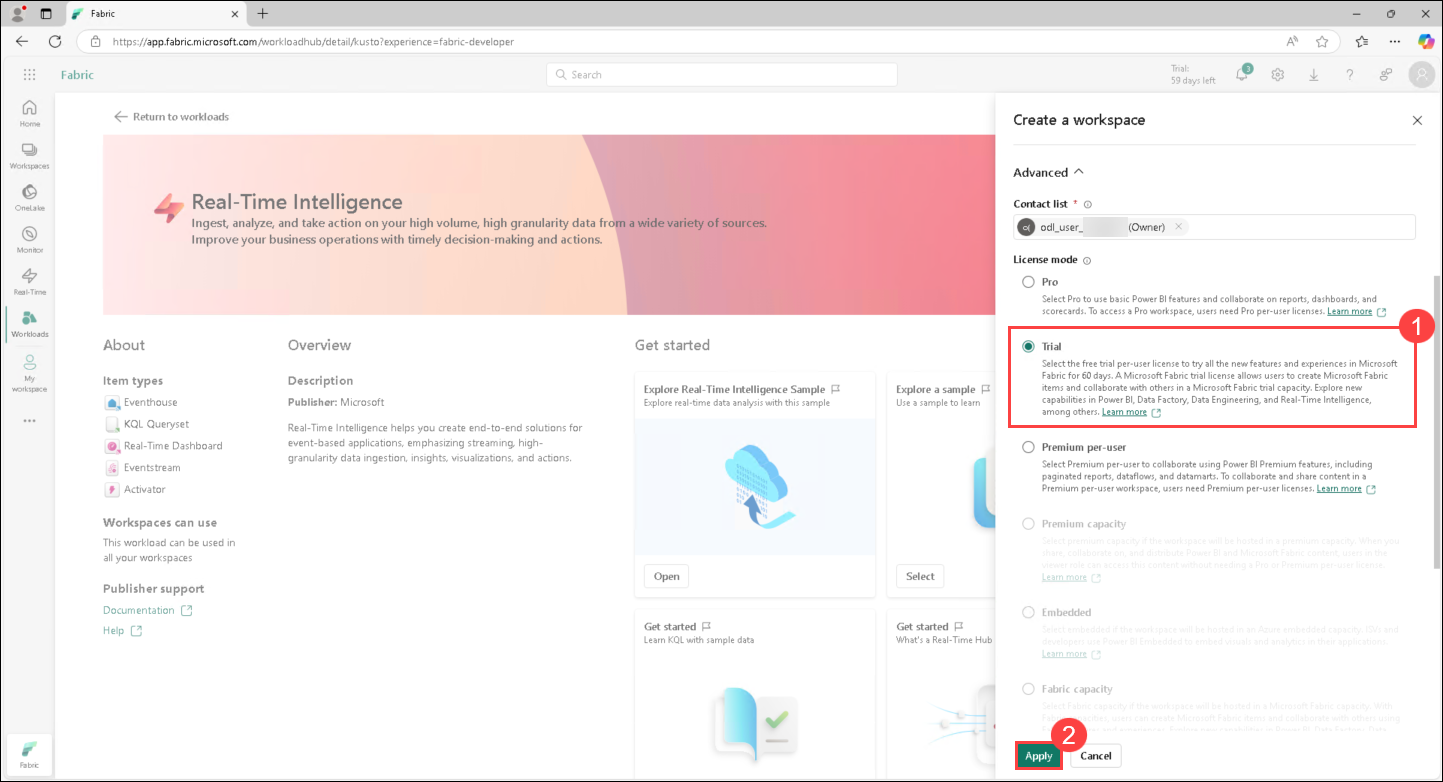 Fabric
https://app.fabric.microsoft.com/workloadhub/detail/kusto?experience=fabric-developer
Fabric
Search
Trial:
59 days left
3
Home
Workspaces
OneLake
Monitor
Real-Time
Workloads
My
workspace
Fabric
Return to workloads
Real-Time Intelligence
Ingest, analyze, and take action on your high volume, high granularity data from a wide variety of sources.
Improve your business operations with timely decision-making and actions.
About
Item types
Eventhouse
KQL Queryset
Real-Time Dashboard
Eventstream
Activator
Workspaces can use
This workload can be used in
all your workspaces
Publisher support
Documentation
Help
Overview
Description
Publisher: Microsoft
Real-Time Intelligence helps you create end-to-end solutions for
event-based applications, emphasizing streaming, high-
granularity data ingestion, insights, visualizations, and actions.
Get started
Explore Real-Time Intelligence Sample
Explore real-time data analysis with this sample
Open
Explore a sample
Use a sample to learn
Select
Get started
Learn KQL with sample data
Get started
What's a Real-Time Hub
Create a workspace
Advanced
Contact list *
o( odl_user_ (Owner)
License mode
Pro
Select Pro to use basic Power BI features and collaborate on reports, dashboards, and
scorecards. To access a Pro workspace, users need Pro per-user licenses. Learn more
1
Trial
Select the free trial per-user license to try all the new features and experiences in Microsoft
Fabric for 60 days. A Microsoft Fabric trial license allows users to create Microsoft Fabric
items and collaborate with others in a Microsoft Fabric trial capacity. Explore new
capabilities in Power BI, Data Factory, Data Engineering, and Real-Time Intelligence,
among others. Learn more
Premium per-user
Select Premium per-user to collaborate using Power BI Premium features, including
paginated reports, dataflows, and datamarts. To collaborate and share content in a
Premium per-user workspace, users need Premium per-user licenses. Learn more
Premium capacity
Select premium capacity if the workspace will be hosted in a premium capacity. When you
share, collaborate on, and distribute Power BI and Microsoft Fabric content, users in the
viewer role can access this content without needing a Pro or Premium per-user license.
Learn more
Embedded
Select embedded if the workspace will be hosted in an Azure embedded capacity. ISVs and
developers use Power BI Embedded to embed visuals and analytics in their applications.
Learn more
Fabric capacity
Select Fabric capacity if the workspace will be hosted in a Microsoft Fabric capacity. With
users can create Microsoft Fabric items and collaborate with others using
2
Apply
Cancel